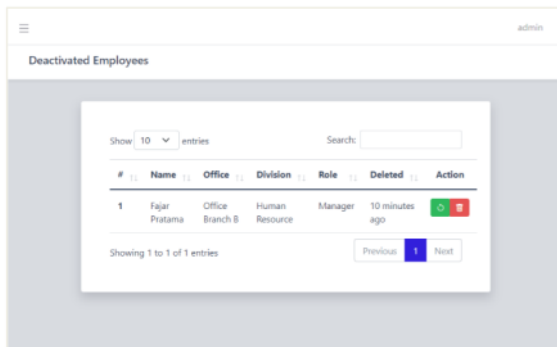 admin
Deactivated Employees
Show 10 entries Search:
# Name Office Division Role Deleted Action
1 Fajar Office Human Manager 10 minutes
Pratama Branch B Resource ago
Showing 1 to 1 of 1 entries Previous 1 Next